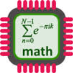 N-1
∑ e^-πik
n=0
math